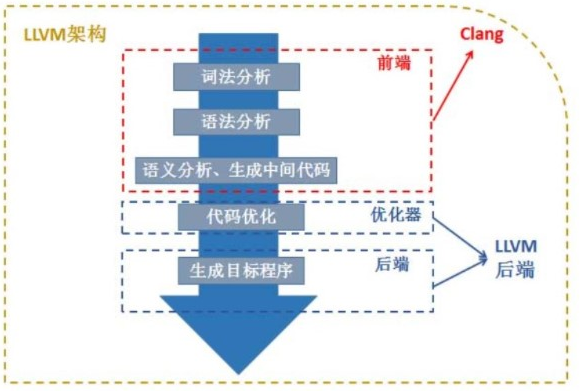 LLVM架构
Clang
前端
词法分析
语法分析
语义分析、生成中间代码
代码优化
优化器
LLVM
后端
生成目标程序
后端